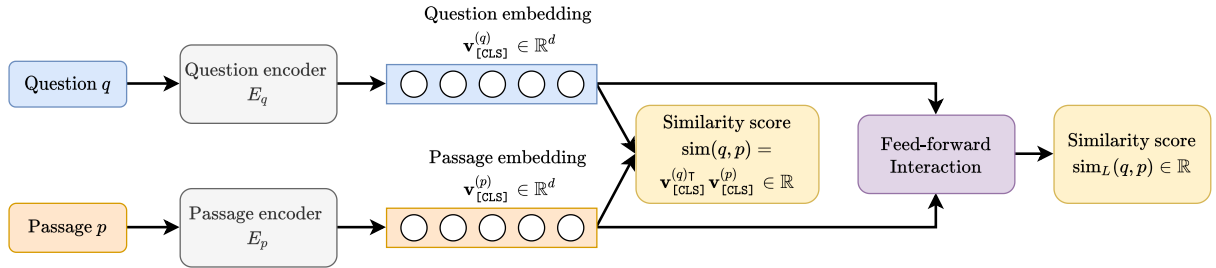 Question embedding
v_{[CLS]}^{(q)} ∈ ℝ^d
Question q
Question encoder
E_q
Passage embedding
v_{[CLS]}^{(p)} ∈ ℝ^d
Passage p
Passage encoder
E_p
Similarity score
sim(q, p) =
v_{[CLS]}^{(q)⊤} v_{[CLS]}^{(p)} ∈ ℝ
Feed-forward
Interaction
Similarity score
sim_L(q, p) ∈ ℝ